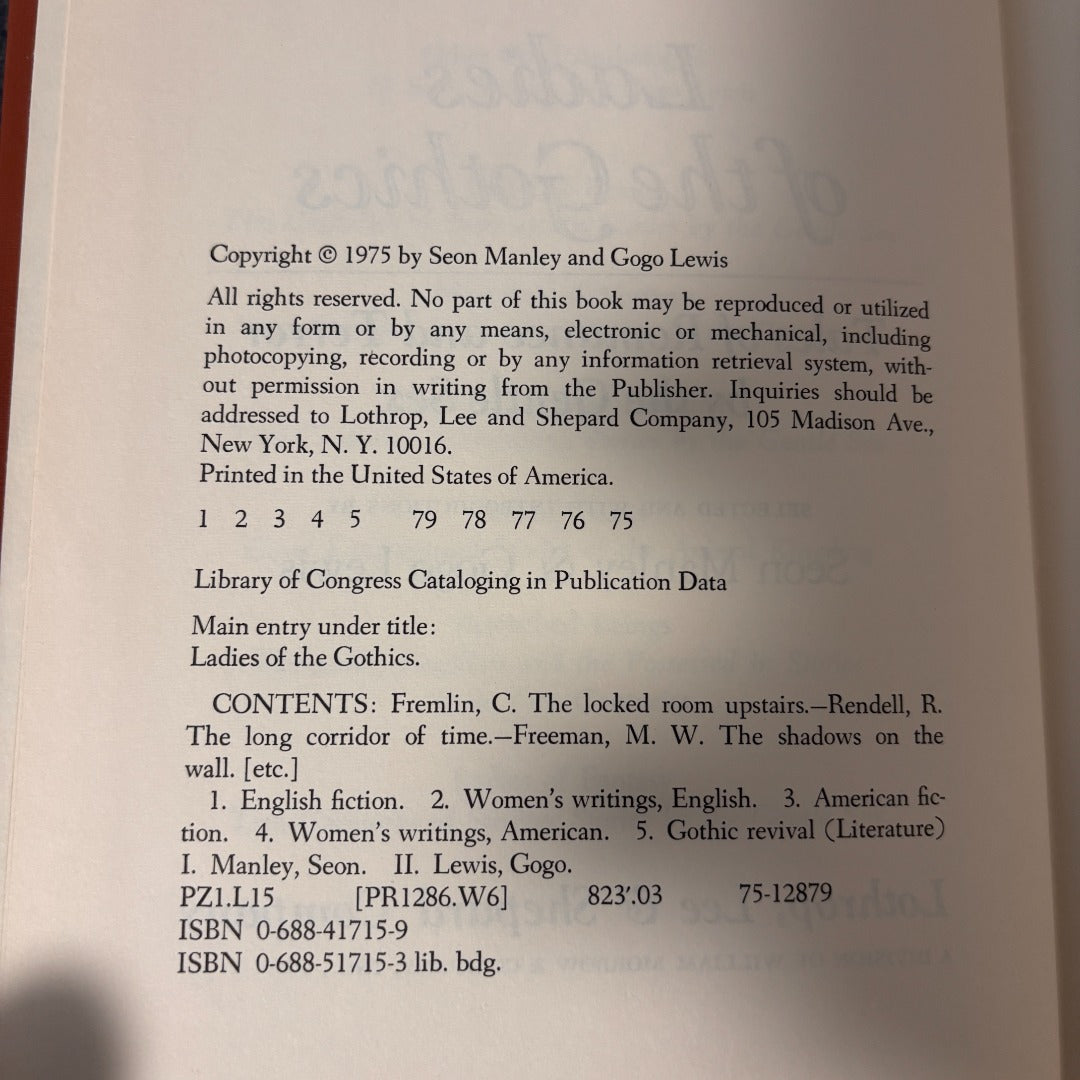 Copyright © 1975 by Seon Manley and Gogo Lewis
All rights reserved. No part of this book may be reproduced or utilized
in any form or by any means, electronic or mechanical, including
photocopying, recording or by any information retrieval system, with-
out permission in writing from the Publisher. Inquiries should be
addressed to Lothrop, Lee and Shepard Company, 105 Madison Ave.,
New York, N. Y. 10016.
Printed in the United States of America.
1 2 3 4 5 79 78 77 76 75
Library of Congress Cataloging in Publication Data
Main entry under title:
Ladies of the Gothics.
CONTENTS: Fremlin, C. The locked room upstairs.—Rendell, R.
The long corridor of time.—Freeman, M. W. The shadows on the
wall. [etc.]
1. English fiction. 2. Women's writings, English. 3. American fic-
tion. 4. Women's writings, American. 5. Gothic revival (Literature)
I. Manley, Seon. II. Lewis, Gogo.
PZ1.L15 [PR1286.W6] 823'.03 75-12879
ISBN 0-688-41715-9
ISBN 0-688-51715-3 lib. bdg.